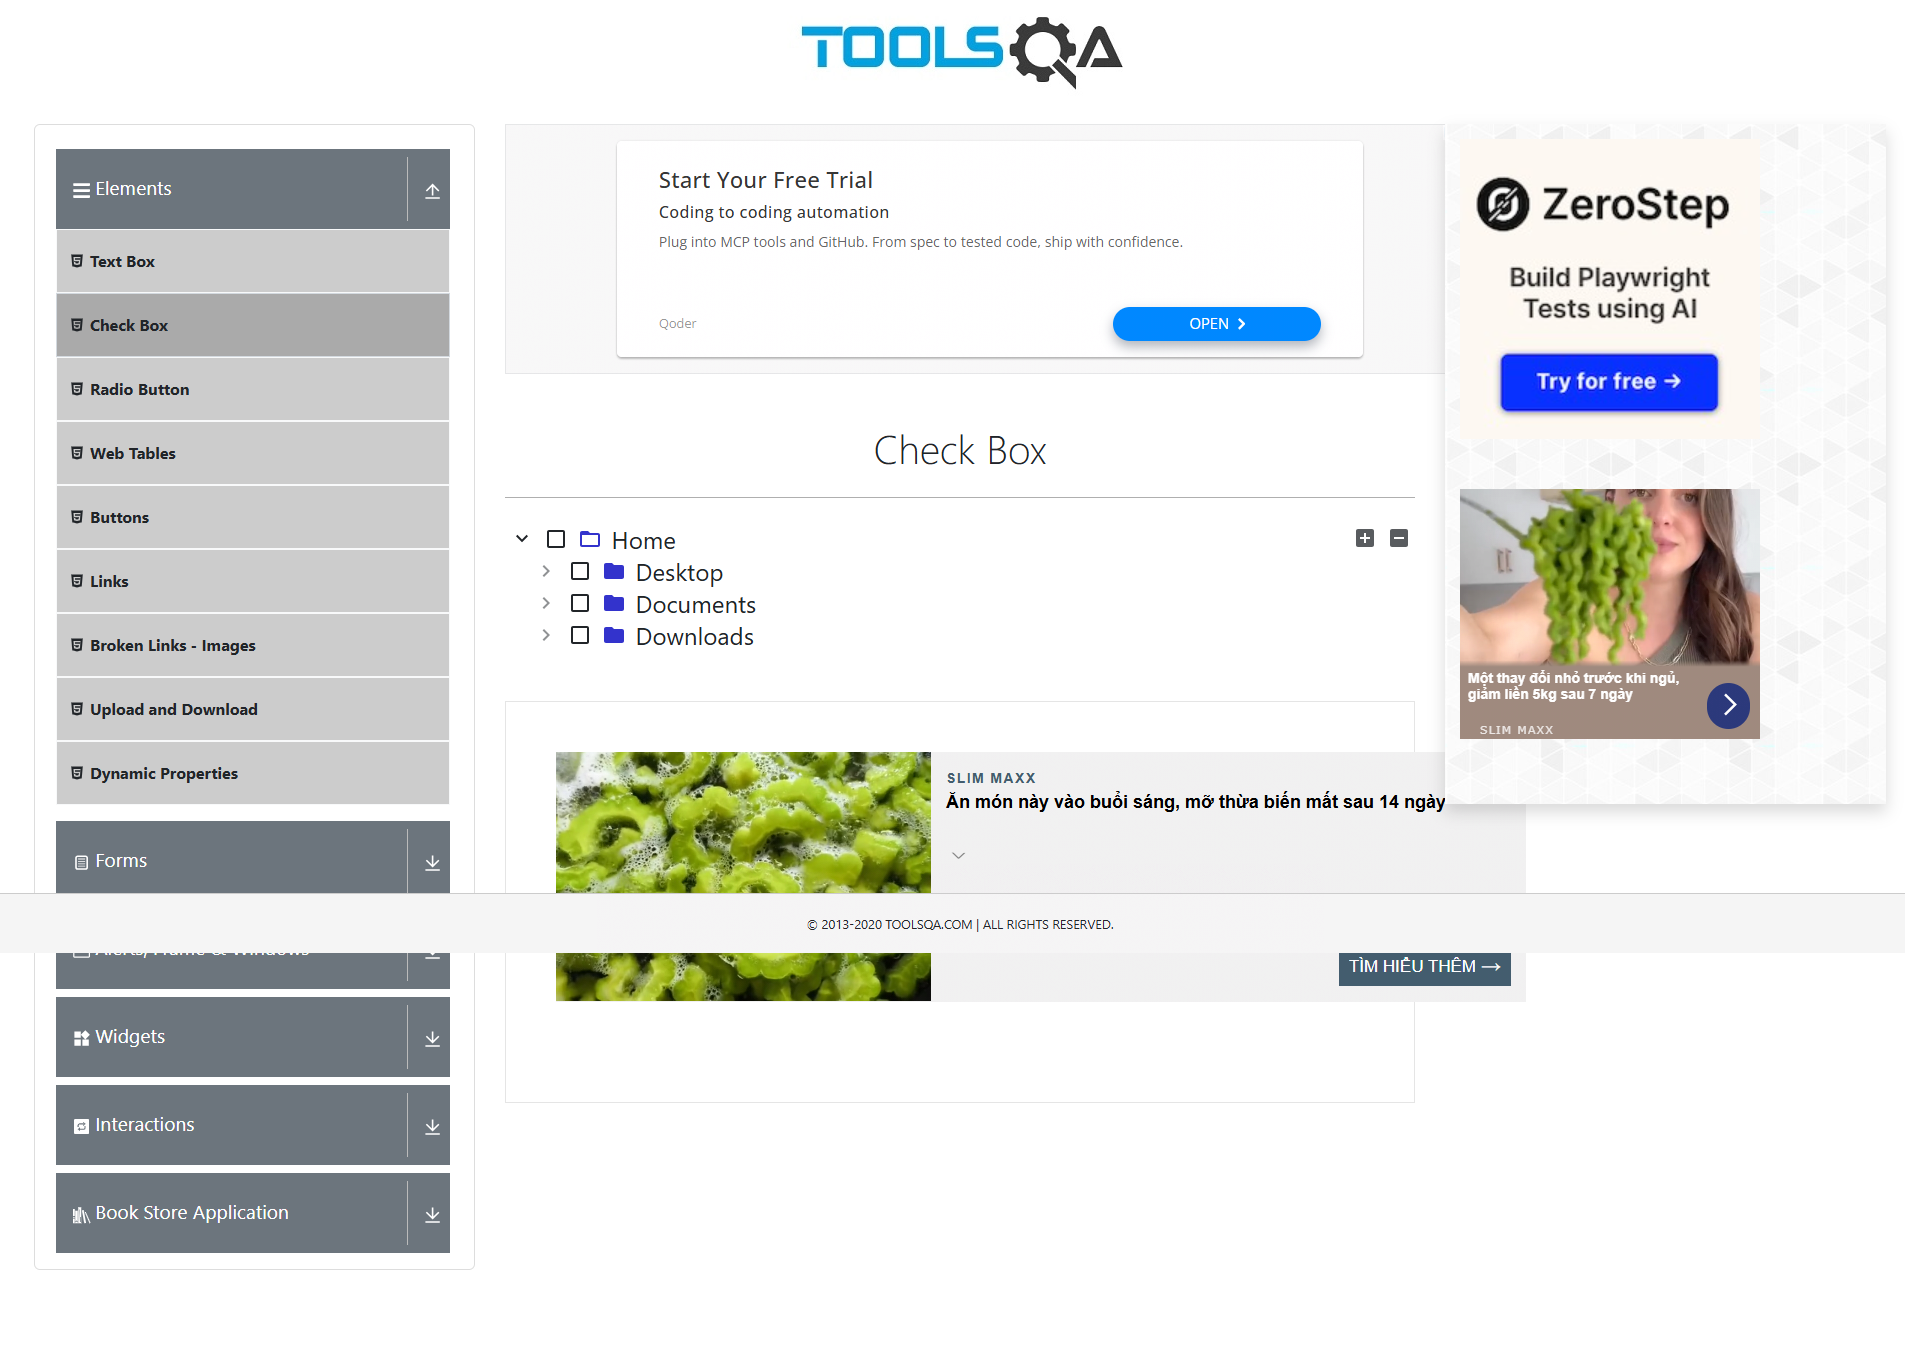 TOOLSQA
Elements
Text Box
Check Box
Radio Button
Web Tables
Buttons
Links
Broken Links - Images
Upload and Download
Dynamic Properties
Forms
Alerts, Frame & Windows
Widgets
Interactions
Book Store Application
Start Your Free Trial
Coding to coding automation
Plug into MCP tools and GitHub. From spec to tested code, ship with confidence.
Qoder
OPEN
Check Box
Home
Desktop
Documents
Downloads
SLIM MAXX
Ăn món này vào buổi sáng, mỡ thừa biến mất sau 14 ngày
TÌM HIỂU THÊM →
ZeroStep
Build Playwright
Tests using AI
Try for free →
Một thay đổi nhỏ trước khi ngủ,
giảm liền 5kg sau 7 ngày
SLIM MAXX
© 2013-2020 TOOLSQA.COM | ALL RIGHTS RESERVED.